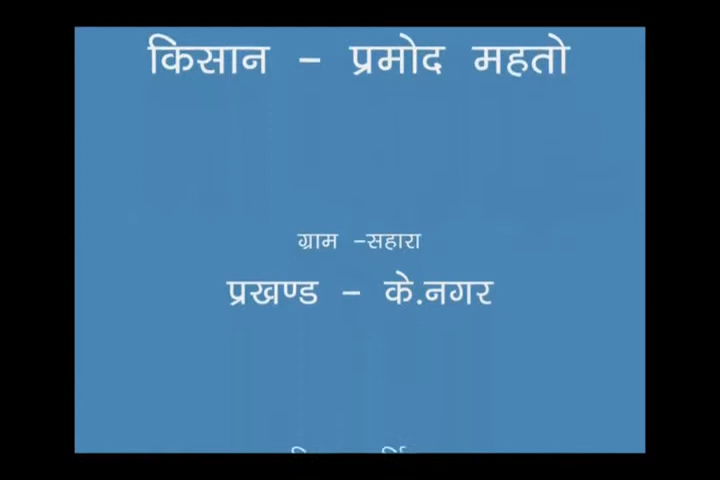 किसान – प्रमोद महतो
ग्राम –सहारा
प्रखण्ड – के.नगर